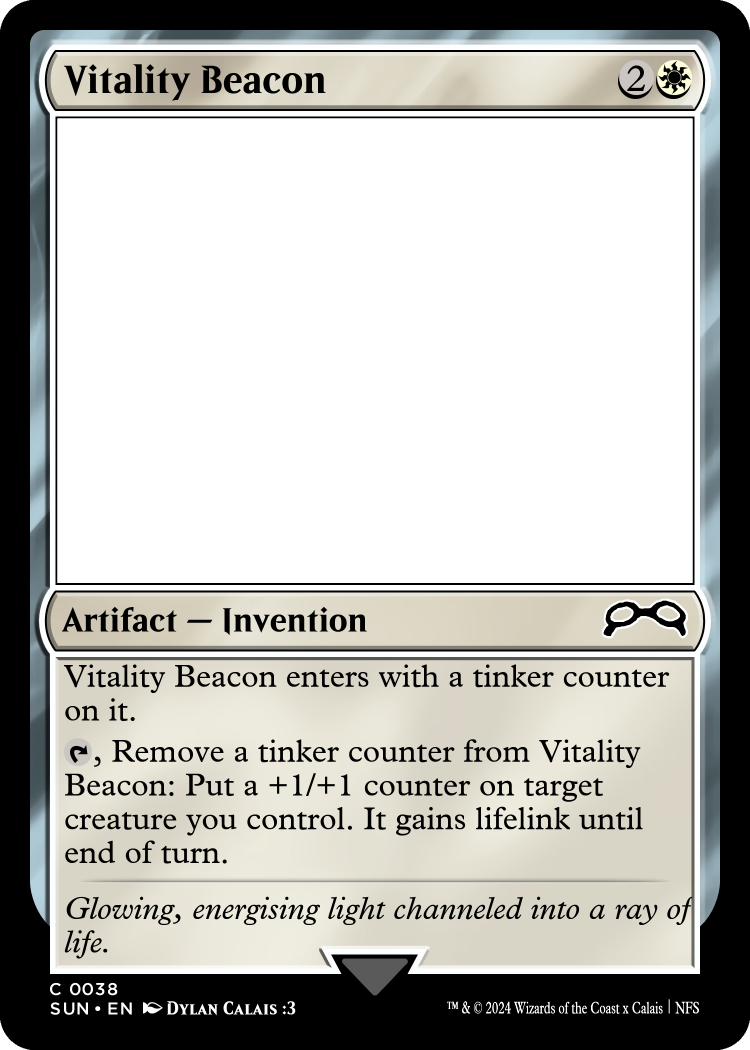 Vitality Beacon 2
Artifact — Invention
Vitality Beacon enters with a tinker counter
on it.
, Remove a tinker counter from Vitality
Beacon: Put a +1/+1 counter on target
creature you control. It gains lifelink until
end of turn.
Glowing, energising light channeled into a ray of
life.
C 0038
SUN • EN Dylan Calais :3
™ & © 2024 Wizards of the Coast x Calais | NFS